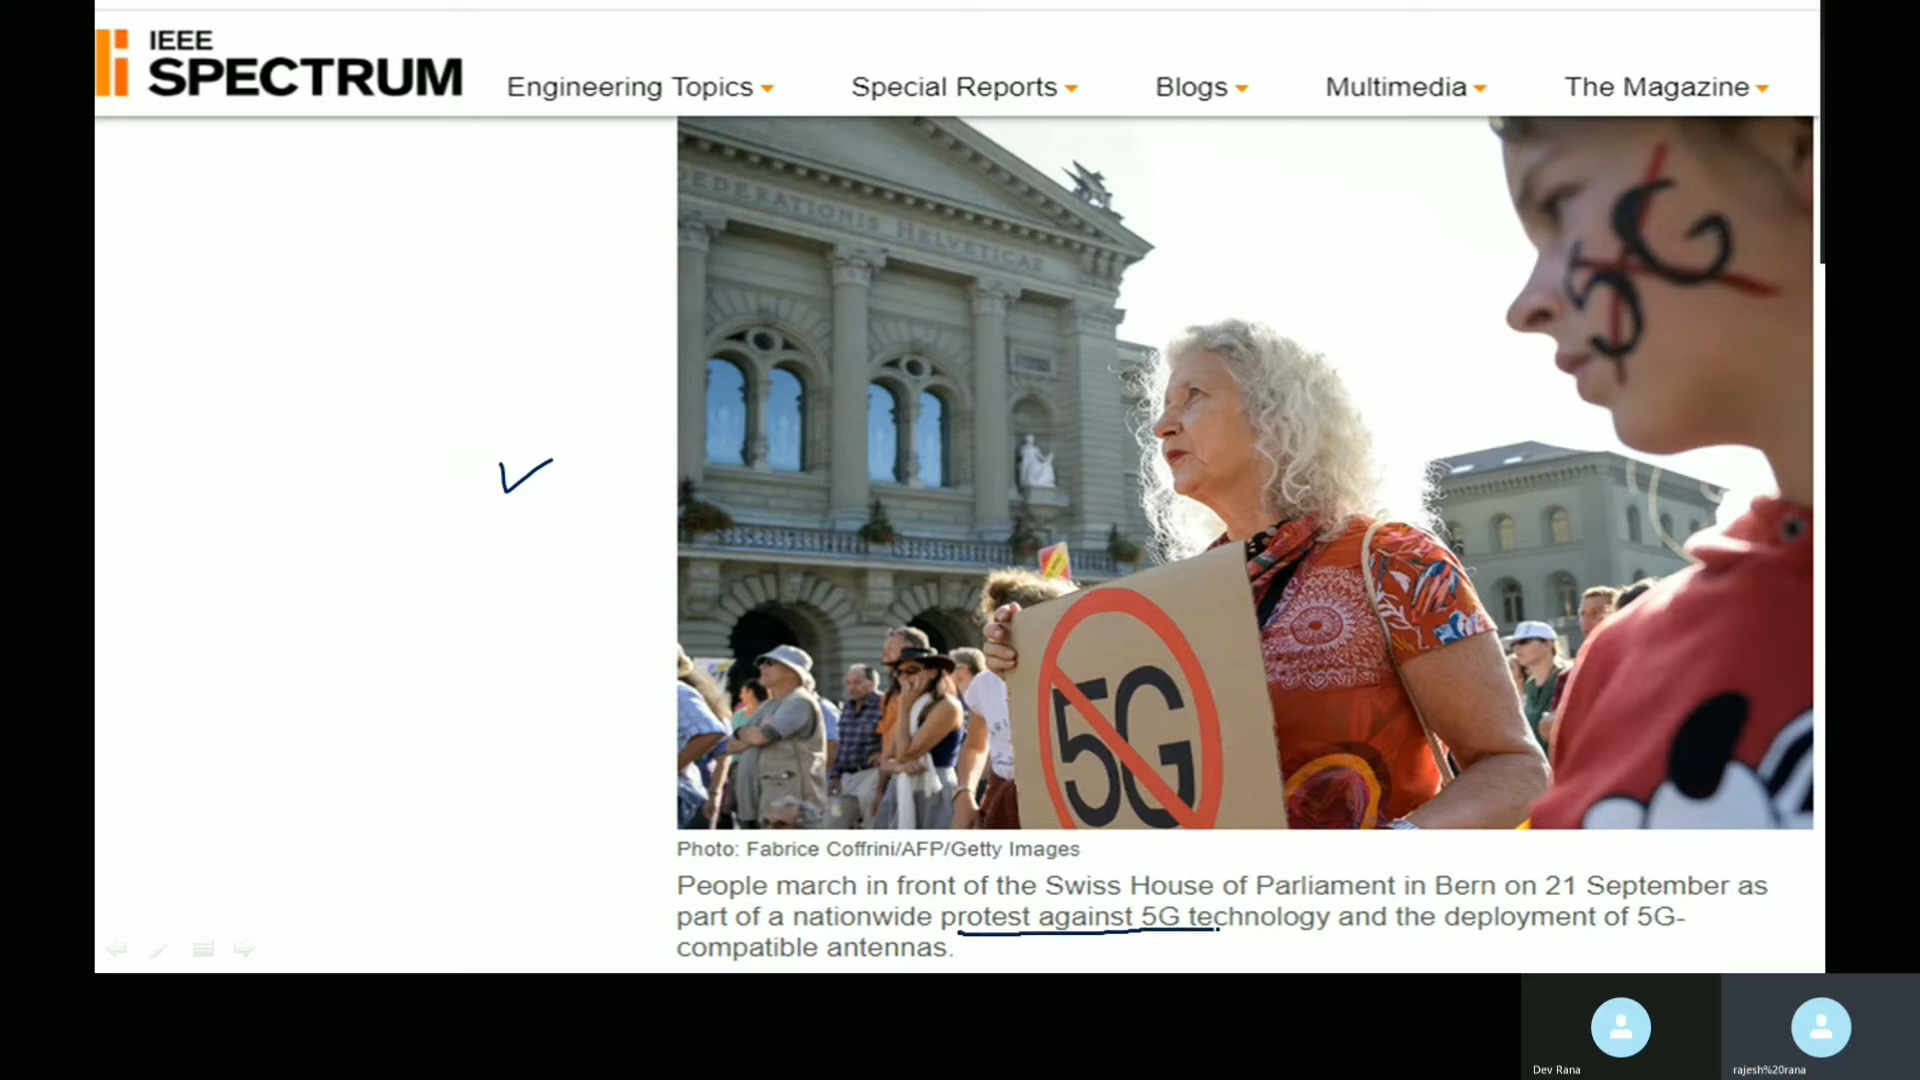 IEEE
SPECTRUM
Engineering Topics
Special Reports
Blogs
Multimedia
The Magazine
FEDERATIONIS HELVETICAE
5G
5G
Photo: Fabrice Coffrini/AFP/Getty Images
People march in front of the Swiss House of Parliament in Bern on 21 September as
part of a nationwide protest against 5G technology and the deployment of 5G-
compatible antennas.
Dev Rana
rajesh%20rana